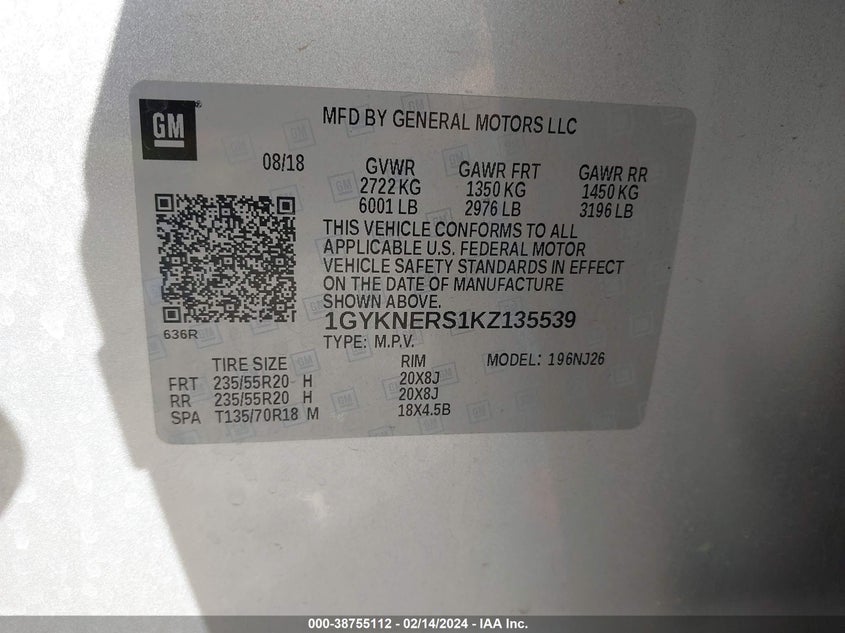 GM
MFD BY GENERAL MOTORS LLC
08/18 GVWR GAWR FRT GAWR RR
2722 KG 1350 KG 1450 KG
6001 LB 2976 LB 3196 LB
THIS VEHICLE CONFORMS TO ALL
APPLICABLE U.S. FEDERAL MOTOR
VEHICLE SAFETY STANDARDS IN EFFECT
ON THE DATE OF MANUFACTURE
SHOWN ABOVE.
1GYKNERS1KZ135539
636R
TYPE: M.P.V.
TIRE SIZE RIM MODEL: 196NJ26
FRT 235/55R20 H 20X8J
RR 235/55R20 H 20X8J
SPA T135/70R18 M 18X4.5B
000-38755112 - 02/14/2024 - IAA Inc.